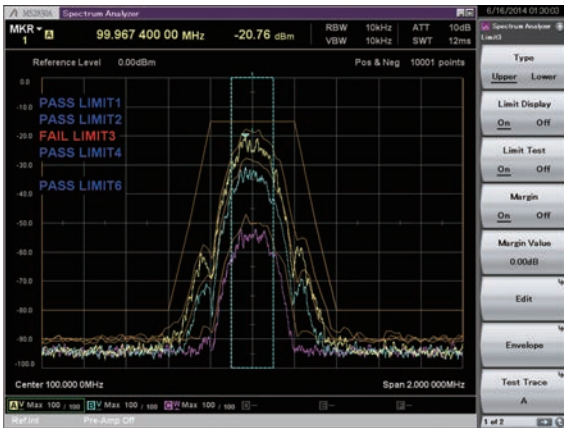 MS2830A Spectrum Analyzer
6/16/2014 01:30:03
MKR 1 A 99.967 400 00 MHz -20.76 dBm
RBW 10kHz ATT 10dB
VBW 10kHz SWT 12ms
Reference Level 0.00dBm Pos & Neg 10001 points
0.0
-10.0
-20.0
-30.0
-40.0
-50.0
-60.0
-70.0
-80.0
-90.0
-100.0
PASS LIMIT1
PASS LIMIT2
FAIL LIMIT3
PASS LIMIT4
PASS LIMIT6
Center 100.000 0MHz Span 2.000 000MHz
A V Max 100 / 100 B V Max 100 / 100 C W Max 100 / 100
Ref.Int Pre-Amp Off
Spectrum Analyzer
Limit3
Type
Upper Lower
Limit Display
On Off
Limit Test
On Off
Margin
On Off
Margin Value
0.00dB
Edit
Envelope
Test Trace
A
1 of 2